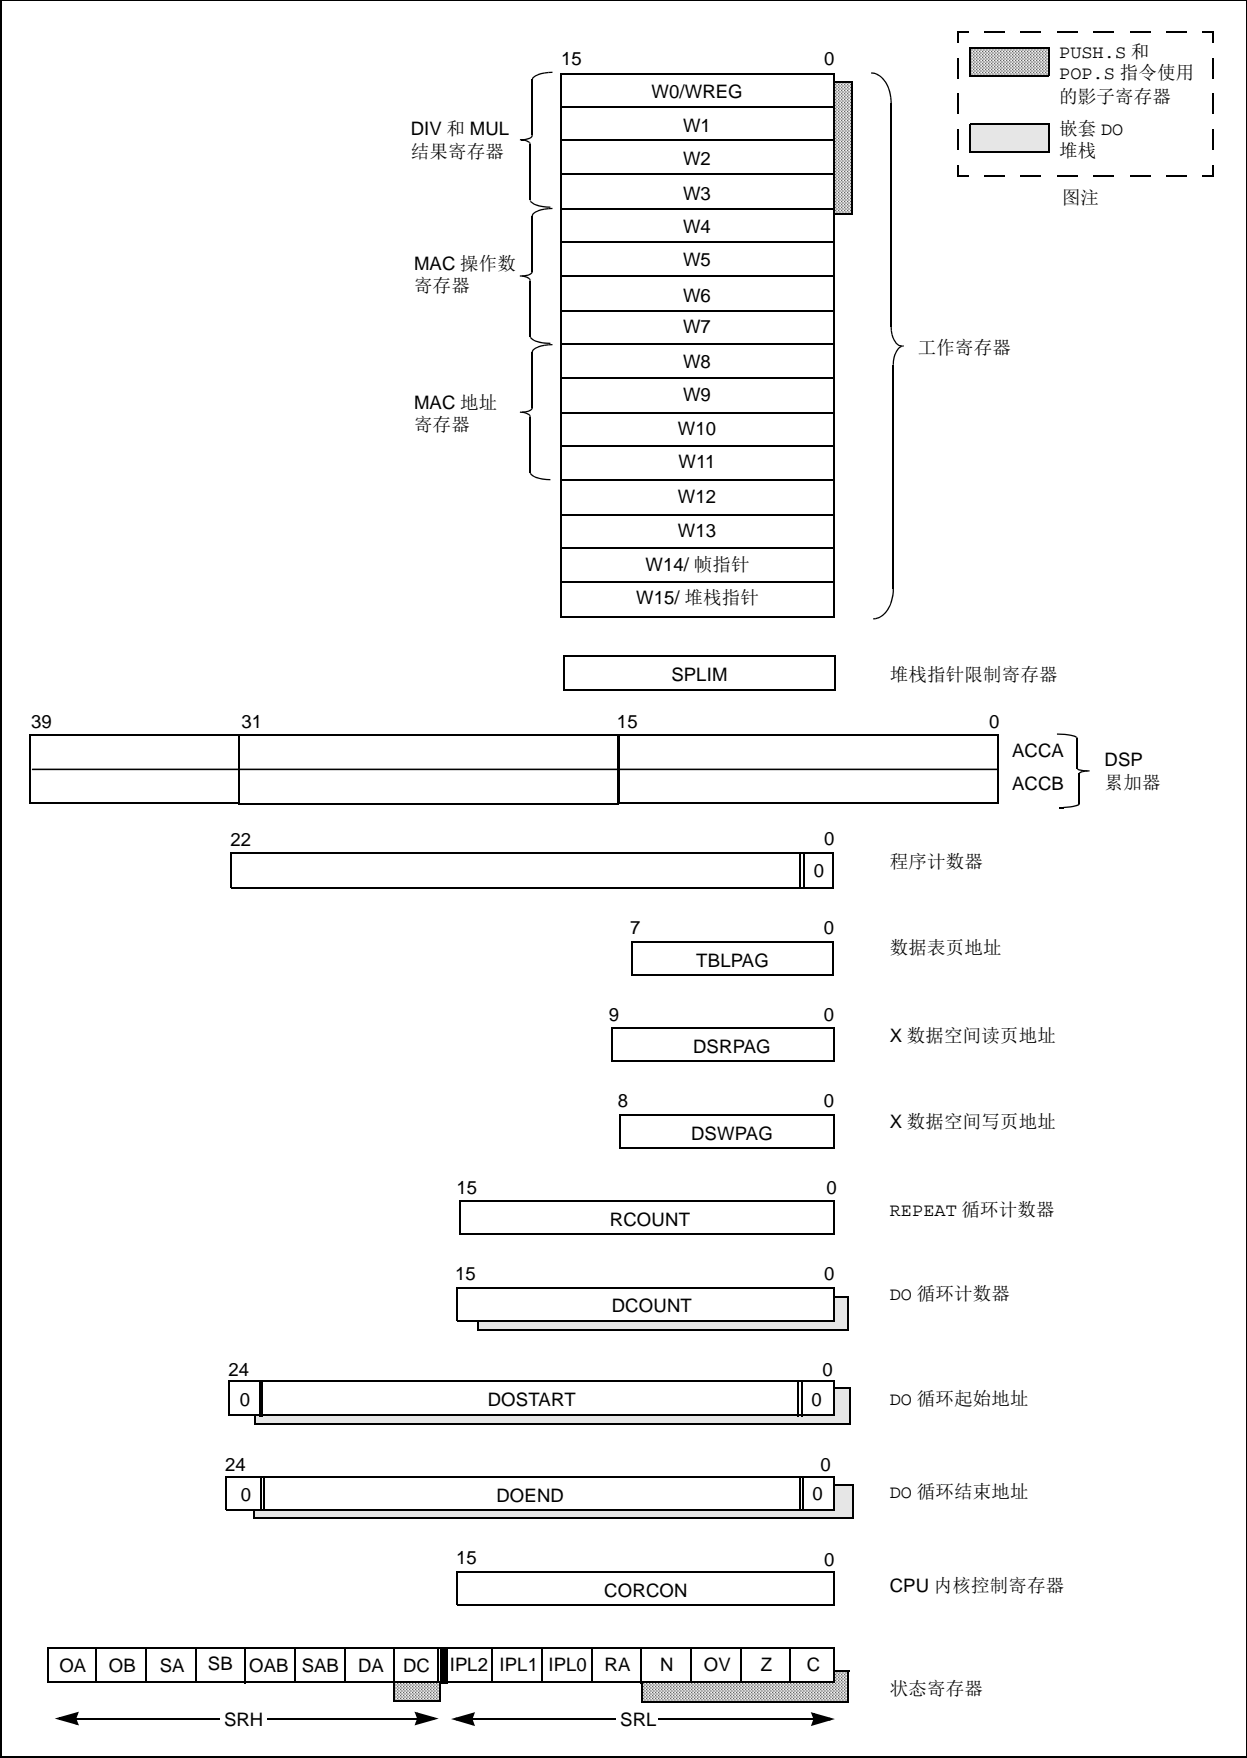 PUSH.S 和
POP.S 指令使用
的影子寄存器
嵌套 DO
堆栈
图注
15 0
W0/WREG
W1
W2
W3
W4
W5
W6
W7
W8
W9
W10
W11
W12
W13
W14/ 帧指针
W15/ 堆栈指针
DIV 和 MUL
结果寄存器
MAC 操作数
寄存器
MAC 地址
寄存器
工作寄存器
SPLIM 堆栈指针限制寄存器
39 31 15 0
ACCA
ACCB
DSP
累加器
22 0
0 程序计数器
7 0
TBLPAG 数据表页地址
9 0
DSRPAG X 数据空间读页地址
8 0
DSWPAG X 数据空间写页地址
15 0
RCOUNT REPEAT 循环计数器
15 0
DCOUNT DO 循环计数器
24 0
0 DOSTART 0 DO 循环起始地址
24 0
0 DOEND 0 DO 循环结束地址
15 0
CORCON CPU 内核控制寄存器
OA OB SA SB OAB SAB DA DC IPL2 IPL1 IPL0 RA N OV Z C
状态寄存器
SRH SRL